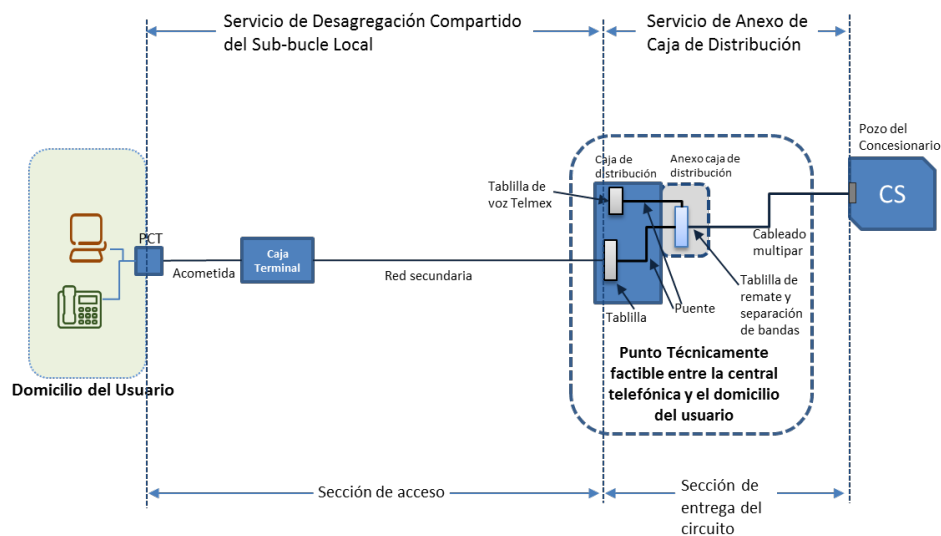 Servicio de Desagregación Compartido
del Sub-bucle Local
Servicio de Anexo de
Caja de Distribución
Pozo del
Concesionario
CS
Caja de
distribución
Anexo caja de
distribución
Tablilla de
voz Telmex
PCT
Acometida
Caja
Terminal
Red secundaria
Cableado
multipar
Tablilla de
remate y
separación
de bandas
Puente
Tablilla
Punto Técnicamente
factible entre la central
telefónica y el domicilio
del usuario
Domicilio del Usuario
Sección de acceso
Sección de
entrega del
circuito